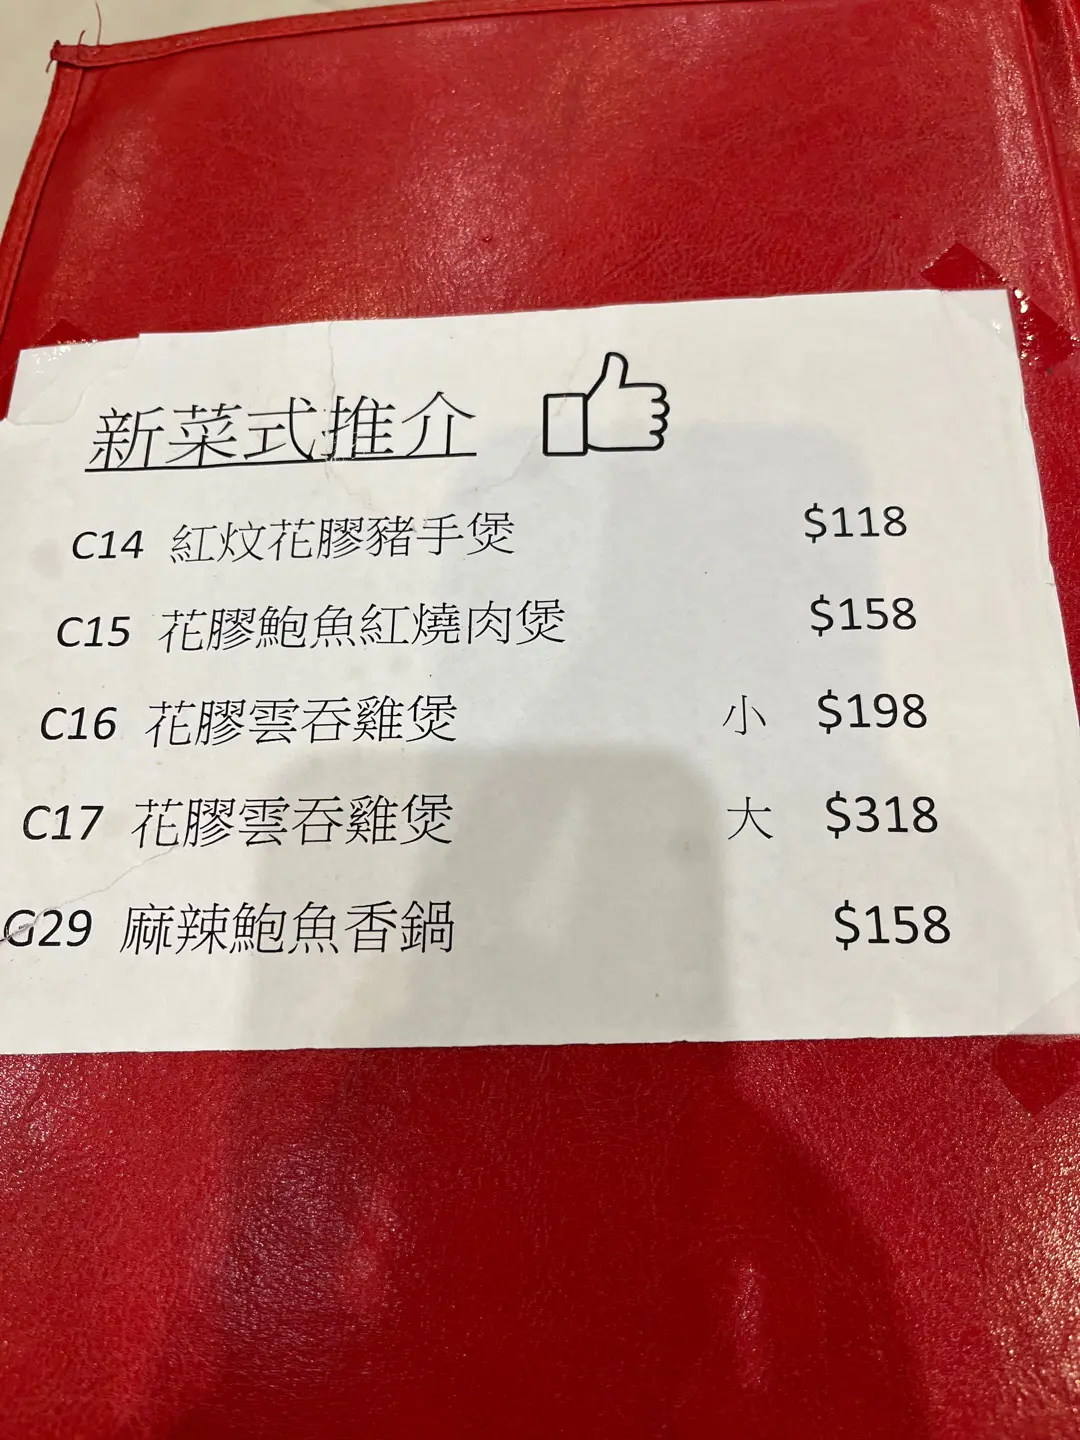 新菜式推介
C14 紅炆花膠豬手煲 $118
C15 花膠鮑魚紅燒肉煲 $158
C16 花膠雲吞雞煲 小 $198
C17 花膠雲吞雞煲 大 $318
G29 麻辣鮑魚香鍋 $158